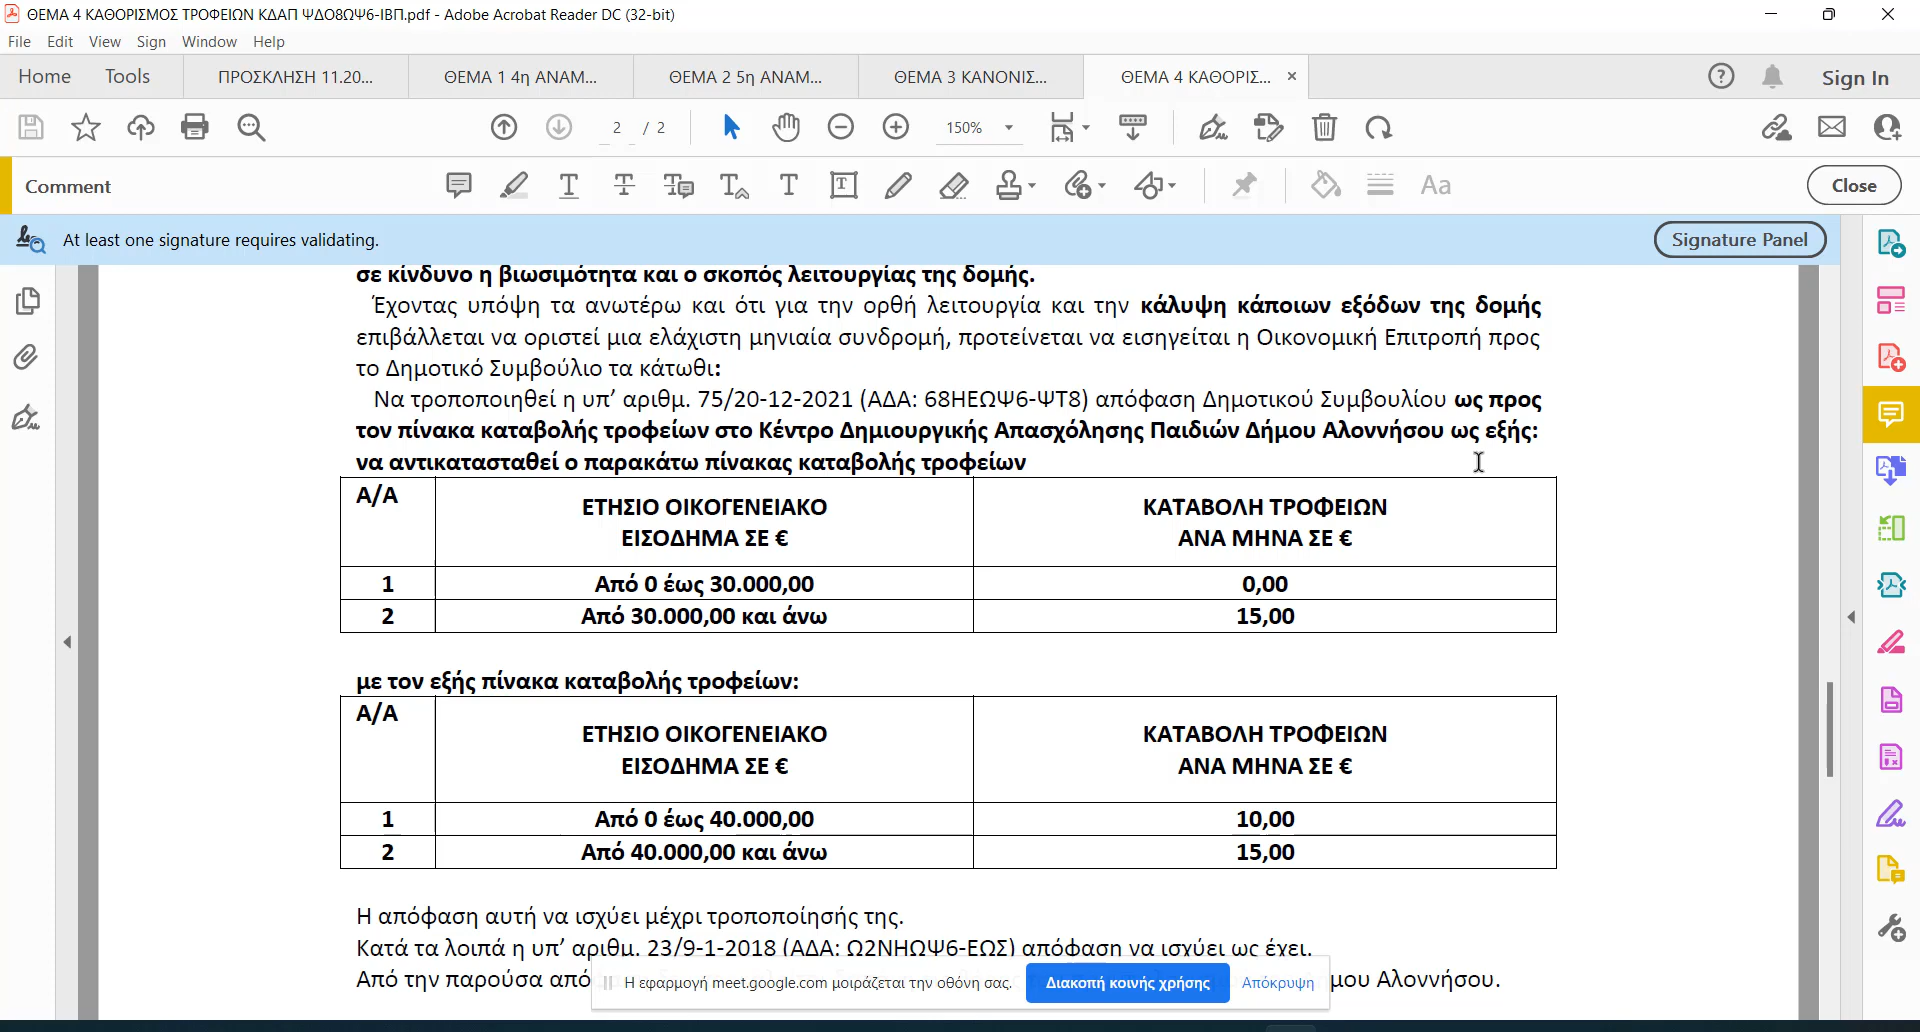 ΘΕΜΑ 4 ΚΑΘΟΡΙΣΜΟΣ ΤΡΟΦΕΙΩΝ ΚΔΑΠ ΨΔΟ8ΩΨ6-ΙΒΠ.pdf - Adobe Acrobat Reader DC (32-bit)
File Edit View Sign Window Help
Home Tools ΠΡΟΣΚΛΗΣΗ 11.20... ΘΕΜΑ 1 4η ΑΝΑΜ... ΘΕΜΑ 2 5η ΑΝΑΜ... ΘΕΜΑ 3 ΚΑΝΟΝΙΣ... ΘΕΜΑ 4 ΚΑΘΟΡΙΣ... Sign In
2 / 2 150%
Comment Close
At least one signature requires validating. Signature Panel
σε κίνδυνο η βιωσιμότητα και ο σκοπός λειτουργίας της δομής.
Έχοντας υπόψη τα ανωτέρω και ότι για την ορθή λειτουργία και την κάλυψη κάποιων εξόδων της δομής
επιβάλλεται να οριστεί μια ελάχιστη μηνιαία συνδρομή, προτείνεται να εισηγείται η Οικονομική Επιτροπή προς
το Δημοτικό Συμβούλιο τα κάτωθι:
Να τροποποιηθεί η υπ’ αριθμ. 75/20-12-2021 (ΑΔΑ: 68ΗΕΩΨ6-ΨΤ8) απόφαση Δημοτικού Συμβουλίου ως προς
τον πίνακα καταβολής τροφείων στο Κέντρο Δημιουργικής Απασχόλησης Παιδιών Δήμου Αλοννήσου ως εξής:
να αντικατασταθεί ο παρακάτω πίνακας καταβολής τροφείων
Α/Α ΕΤΗΣΙΟ ΟΙΚΟΓΕΝΕΙΑΚΟ ΚΑΤΑΒΟΛΗ ΤΡΟΦΕΙΩΝ
ΕΙΣΟΔΗΜΑ ΣΕ € ΑΝΑ ΜΗΝΑ ΣΕ €
1 Από 0 έως 30.000,00 0,00
2 Από 30.000,00 και άνω 15,00
με τον εξής πίνακα καταβολής τροφείων:
Α/Α ΕΤΗΣΙΟ ΟΙΚΟΓΕΝΕΙΑΚΟ ΚΑΤΑΒΟΛΗ ΤΡΟΦΕΙΩΝ
ΕΙΣΟΔΗΜΑ ΣΕ € ΑΝΑ ΜΗΝΑ ΣΕ €
1 Από 0 έως 40.000,00 10,00
2 Από 40.000,00 και άνω 15,00
Η απόφαση αυτή να ισχύει μέχρι τροποποίησής της.
Κατά τα λοιπά η υπ’ αριθμ. 23/9-1-2018 (ΑΔΑ: Ω2ΝΗΩΨ6-ΕΩΣ) απόφαση να ισχύει ως έχει.
Από την παρούσα Αλοννήσου.
Η εφαρμογή meet.google.com μοιράζεται την οθόνη σας. Διακοπή κοινής χρήσης Απόκρυψη